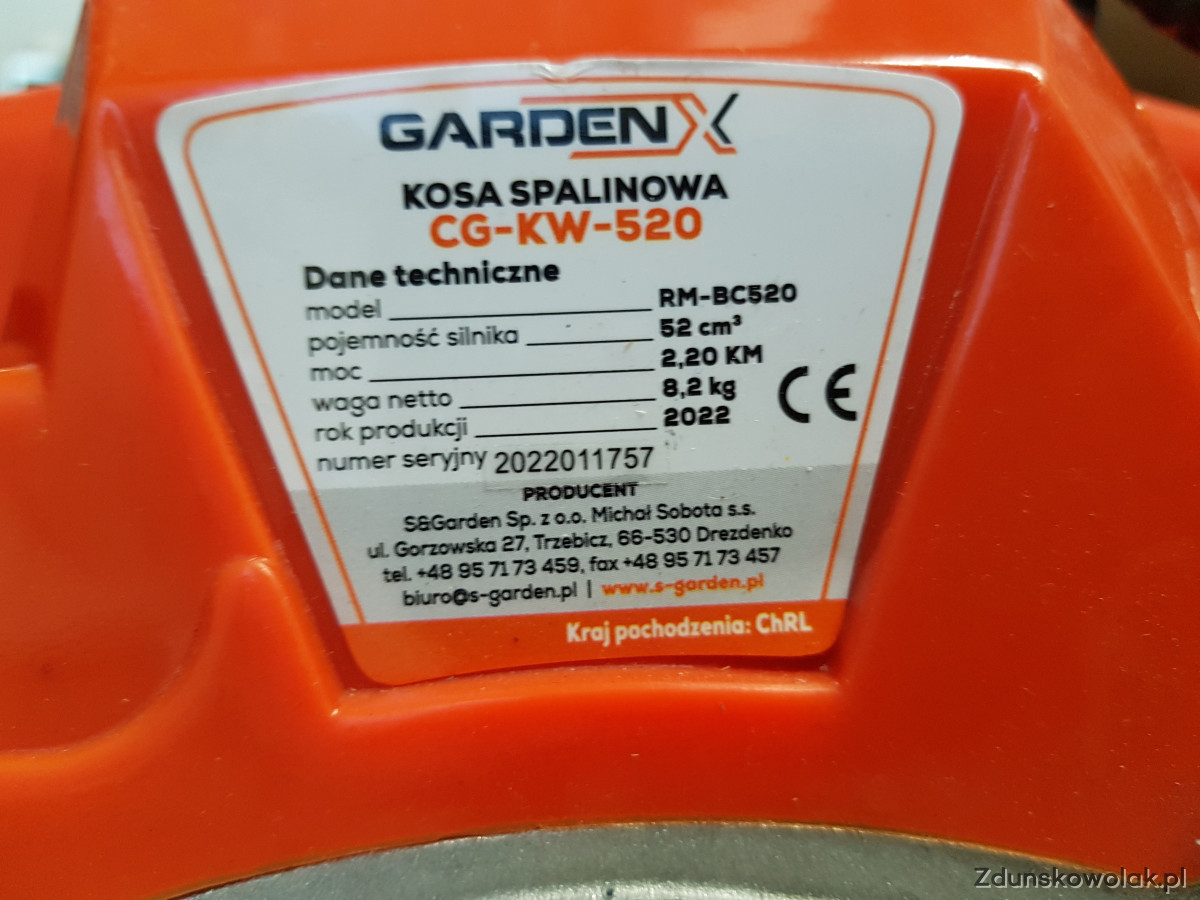 GARDENX
KOSA SPALINOWA
CG-KW-520
Dane techniczne
model RM-BC520
pojemność silnika 52 cm³
moc 2,20 KM
waga netto 8,2 kg
rok produkcji 2022
numer seryjny 2022011757
CE
PRODUCENT
S&Garden Sp. z o.o. Michał Sobota s.s.
ul. Gorzowska 27, Trzebicz, 66-530 Drezdenko
tel. +48 95 71 73 459, fax +48 95 71 73 457
biuro@s-garden.pl | www.s-garden.pl
Kraj pochodzenia: ChRL
Zdunskowolak.pl